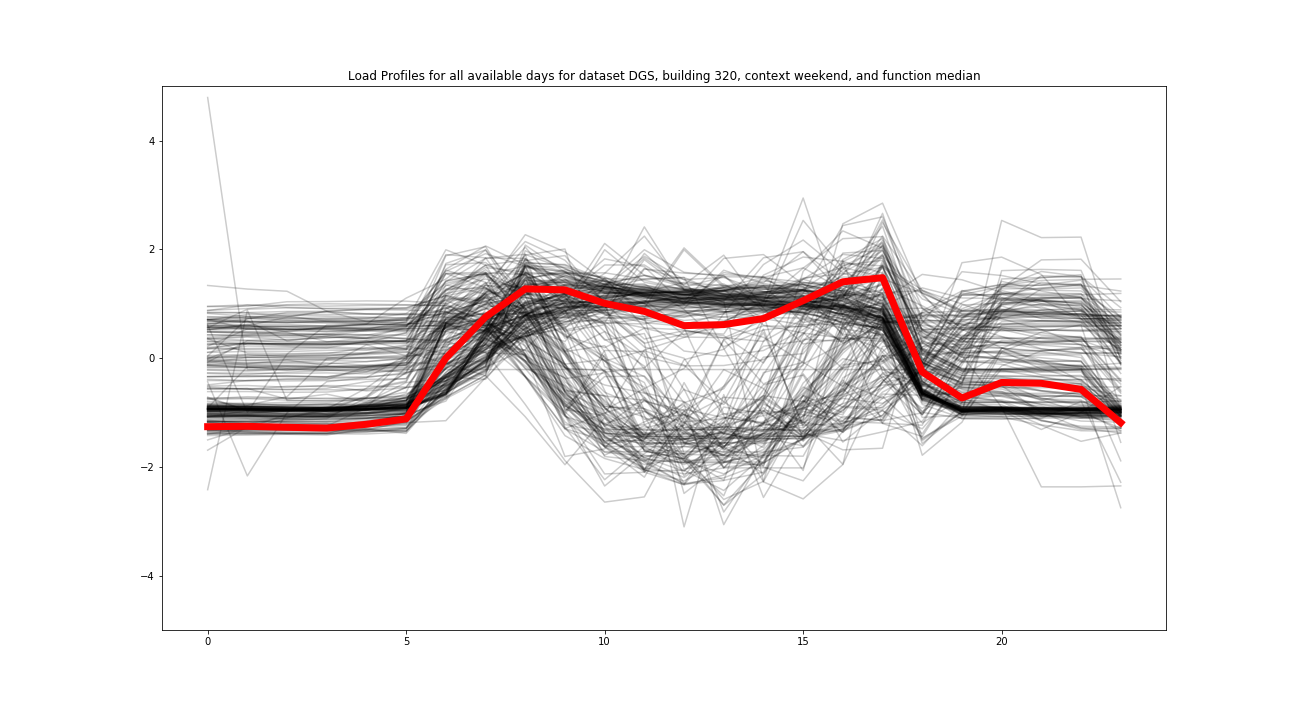 Load Profiles for all available days for dataset DGS, building 320, context weekend, and function median
4
2
0
−2
−4
0 5 10 15 20